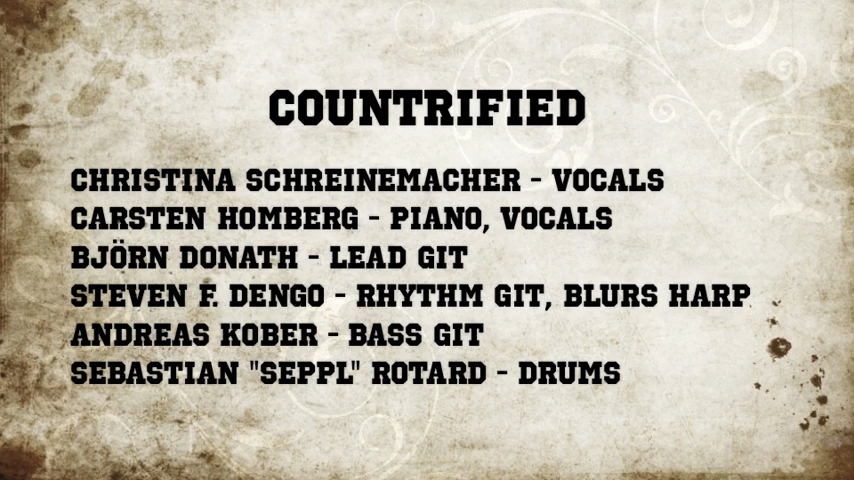 COUNTRIFIED
CHRISTINA SCHREINEMACHER - VOCALS
CARSTEN HOMBERG - PIANO, VOCALS
BJÖRN DONATH - LEAD GIT
STEVEN F. DENGO - RHYTHM GIT, BLURS HARP
ANDREAS KOBER - BASS GIT
SEBASTIAN "SEPPL" ROTARD - DRUMS